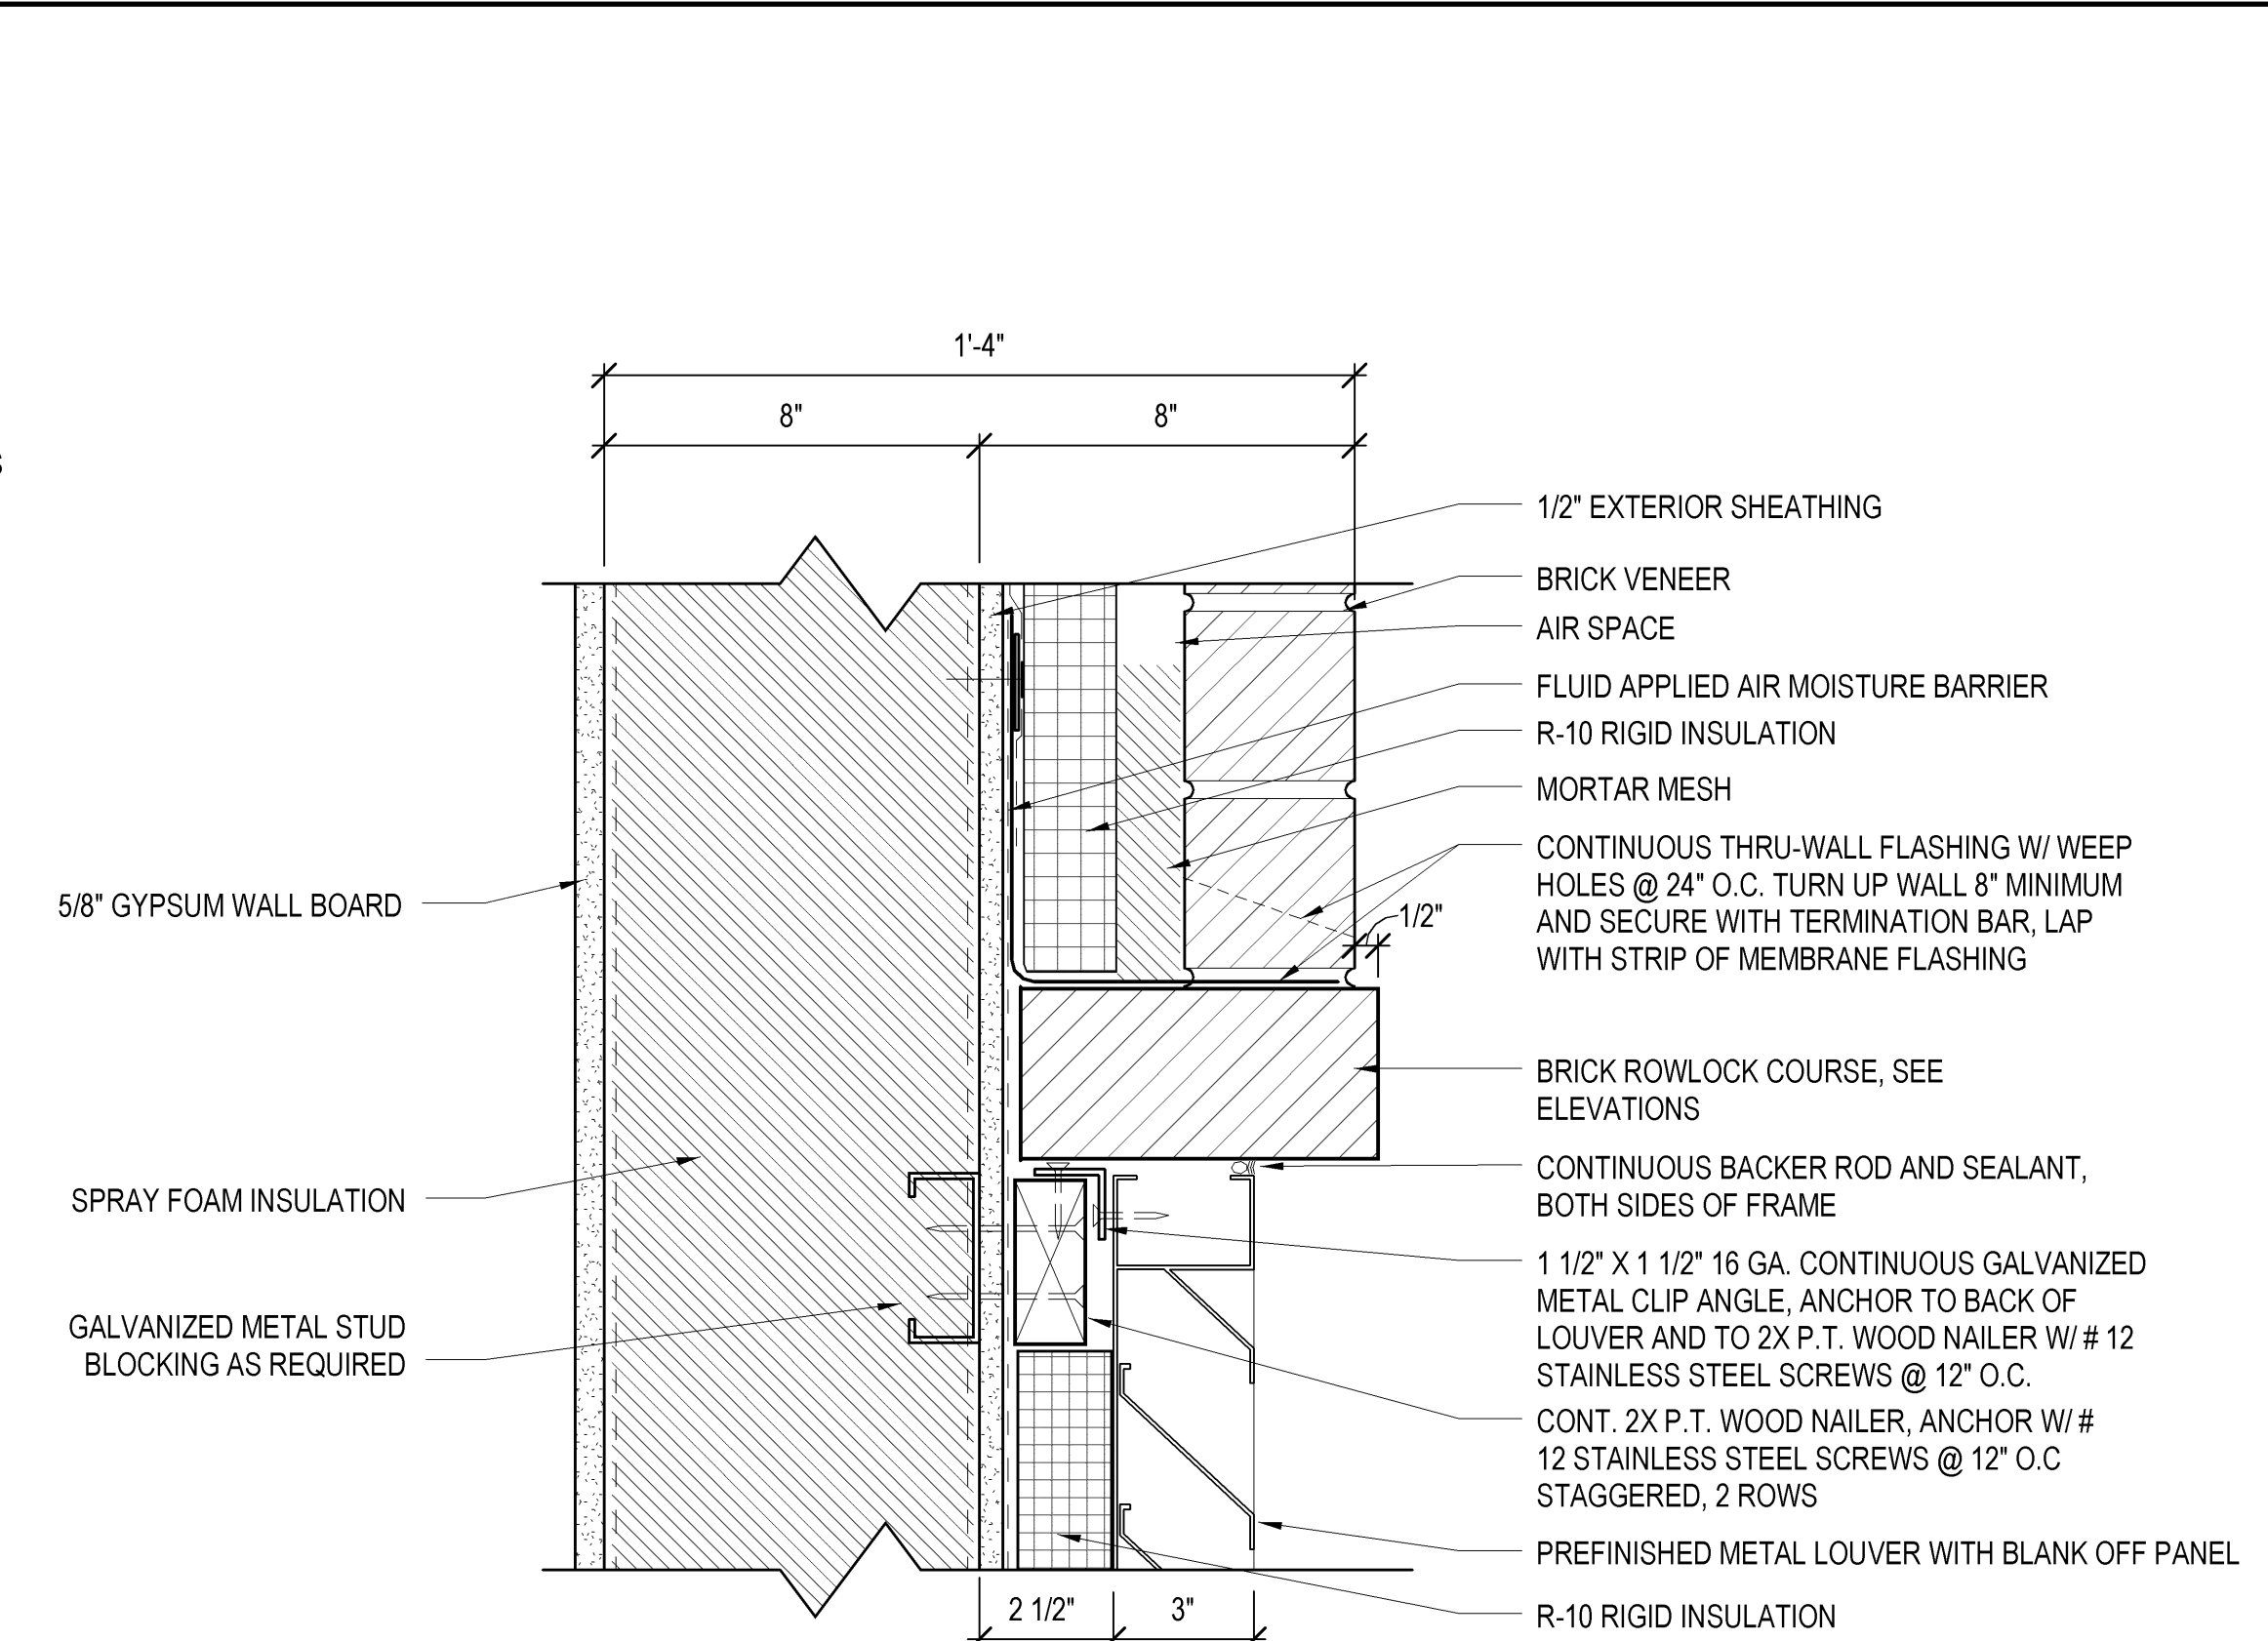 1'-4"
8"
8"
1/2" EXTERIOR SHEATHING
BRICK VENEER
AIR SPACE
FLUID APPLIED AIR MOISTURE BARRIER
R-10 RIGID INSULATION
MORTAR MESH
CONTINUOUS THRU-WALL FLASHING W/ WEEP
HOLES @ 24" O.C. TURN UP WALL 8" MINIMUM
AND SECURE WITH TERMINATION BAR, LAP
WITH STRIP OF MEMBRANE FLASHING
1/2"
BRICK ROWLOCK COURSE, SEE
ELEVATIONS
CONTINUOUS BACKER ROD AND SEALANT,
BOTH SIDES OF FRAME
1 1/2" X 1 1/2" 16 GA. CONTINUOUS GALVANIZED
METAL CLIP ANGLE, ANCHOR TO BACK OF
LOUVER AND TO 2X P.T. WOOD NAILER W/ # 12
STAINLESS STEEL SCREWS @ 12" O.C.
CONT. 2X P.T. WOOD NAILER, ANCHOR W/ #
12 STAINLESS STEEL SCREWS @ 12" O.C
STAGGERED, 2 ROWS
PREFINISHED METAL LOUVER WITH BLANK OFF PANEL
R-10 RIGID INSULATION
5/8" GYPSUM WALL BOARD
SPRAY FOAM INSULATION
GALVANIZED METAL STUD
BLOCKING AS REQUIRED
2 1/2"
3"